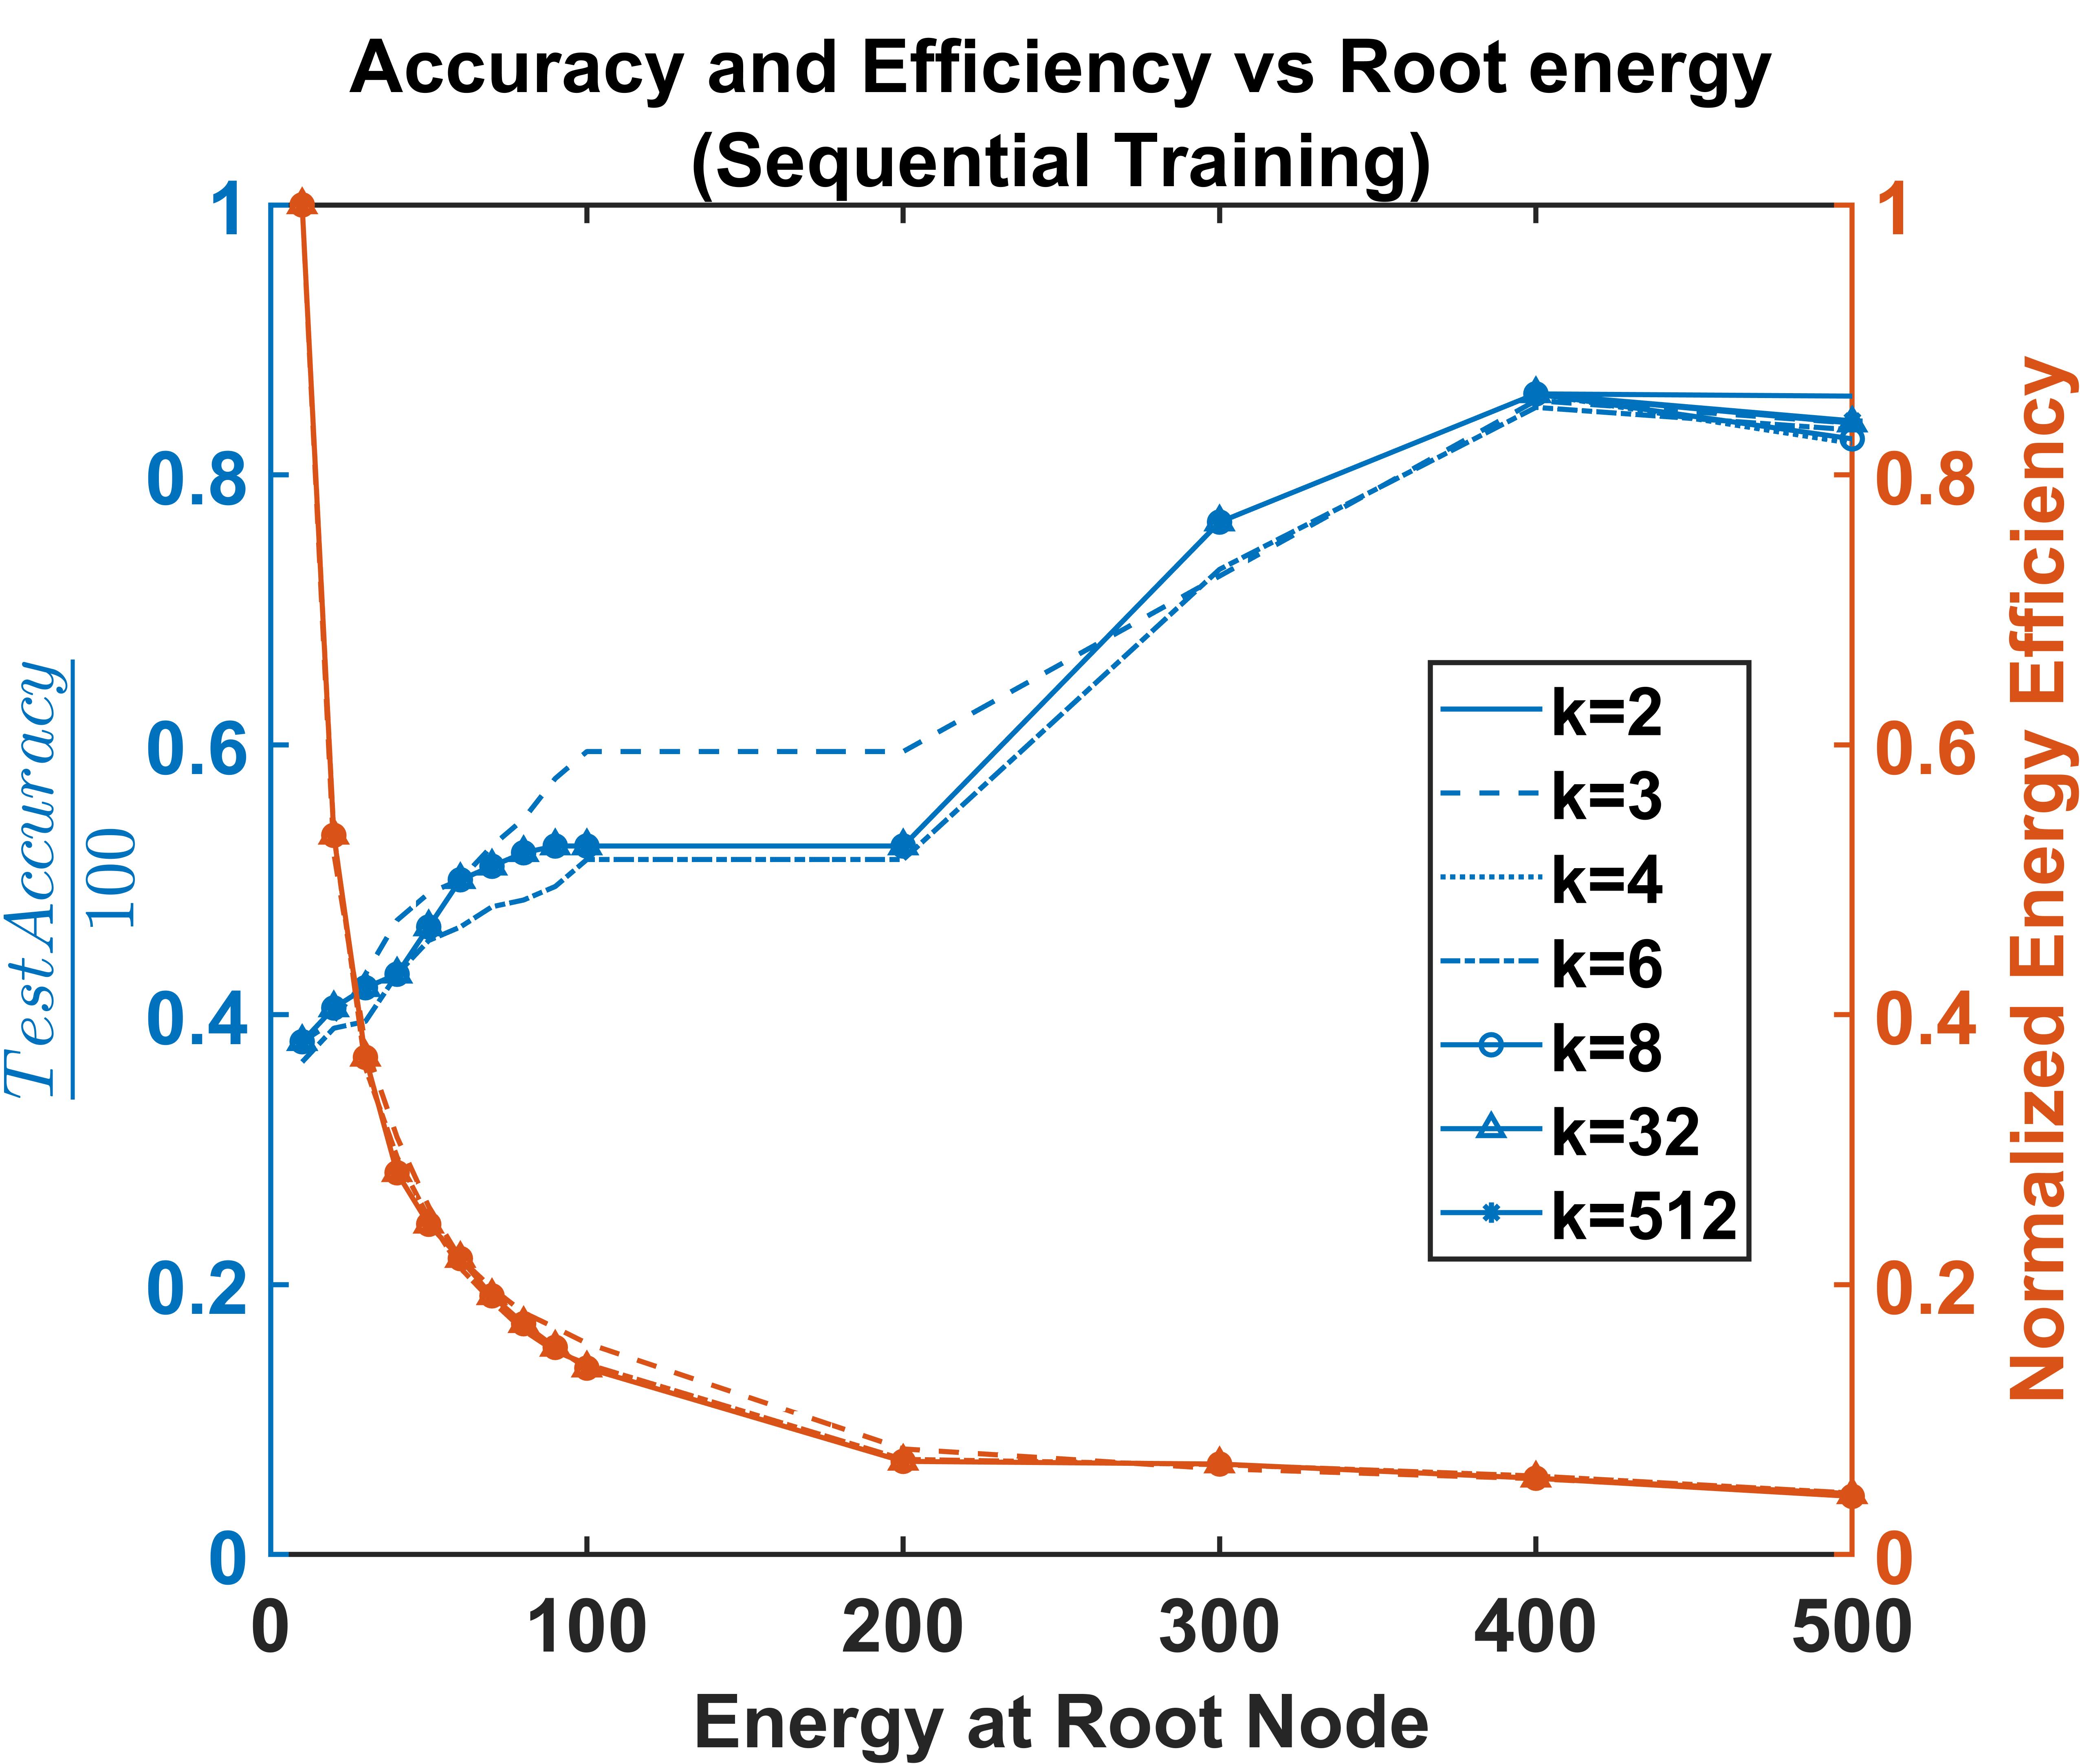 Accuracy and Efficiency vs Root energy
(Sequential Training)
1
0.8
0.6
0.4
0.2
0
TestAccuracy
100
1
0.8
0.6
0.4
0.2
0
Normalized Energy Efficiency
k=2
k=3
k=4
k=6
k=8
k=32
k=512
0 100 200 300 400 500
Energy at Root Node